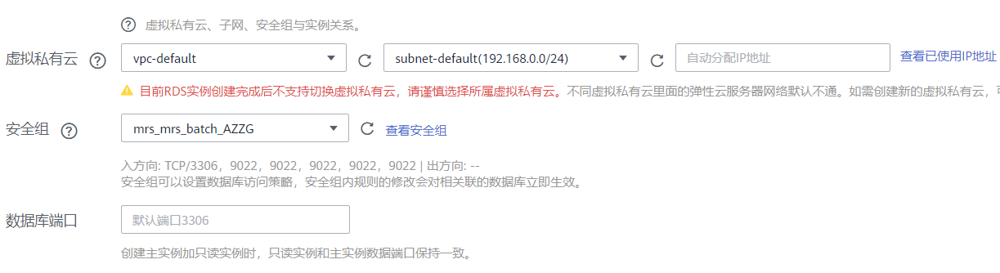 虚拟私有云、子网、安全组与实例关系。
虚拟私有云 vpc-default subnet-default(192.168.0.0/24) 自动分配IP地址 查看已使用IP地址
目前RDS实例创建完成后不支持切换虚拟私有云，请谨慎选择所属虚拟私有云。不同虚拟私有云里面的弹性云服务器网络默认不通。如需创建新的虚拟私有云，
安全组 mrs_mrs_batch_AZZG 查看安全组
入方向: TCP/3306，9022，9022，9022，9022，9022 | 出方向: --
安全组可以设置数据库访问策略，安全组内规则的修改会对相关联的数据库立即生效。
数据库端口 默认端口3306
创建主实例加只读实例时，只读实例和主实例数据端口保持一致。